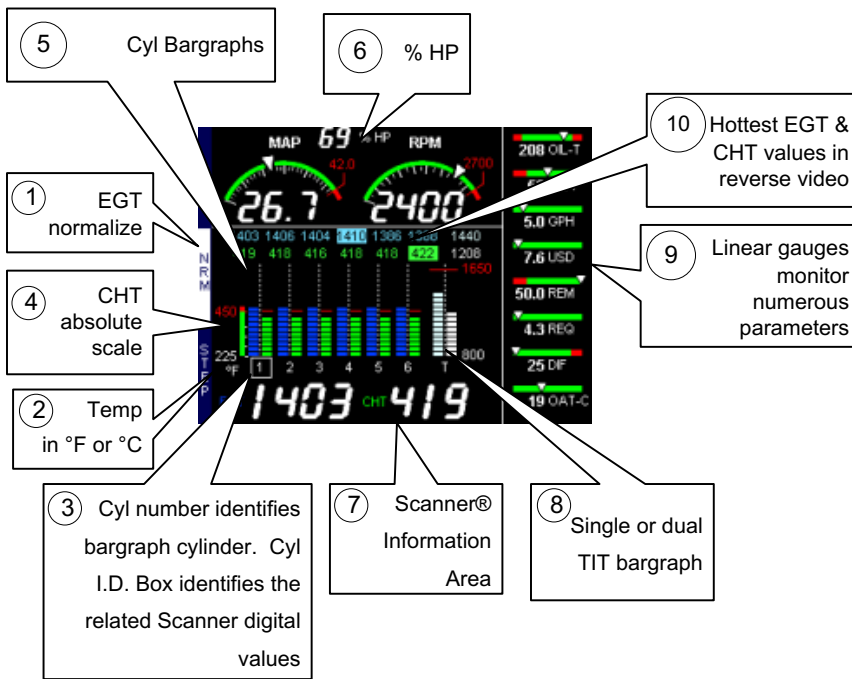 5 Cyl Bargraphs
6 % HP
10 Hottest EGT &
CHT values in
reverse video
1 EGT
normalize
4 CHT
absolute
scale
2 Temp
in °F or °C
3 Cyl number identifies
bargraph cylinder. Cyl
I.D. Box identifies the
related Scanner digital
values
7 Scanner®
Information
Area
8 Single or dual
TIT bargraph
9 Linear gauges
monitor
numerous
parameters
MAP 69 % HP RPM
42.0 2700
26.7 2400
403 1406 1404 1410 1386 1440
19 418 416 418 418 422 1208
1650
NRM
450
225 800
°F 1 2 3 4 5 6 T
STEP
1403 CHT 419
208 OIL-T
5.0 GPH
7.6 USD
50.0 REM
4.3 REQ
25 DIF
19 OAT-C